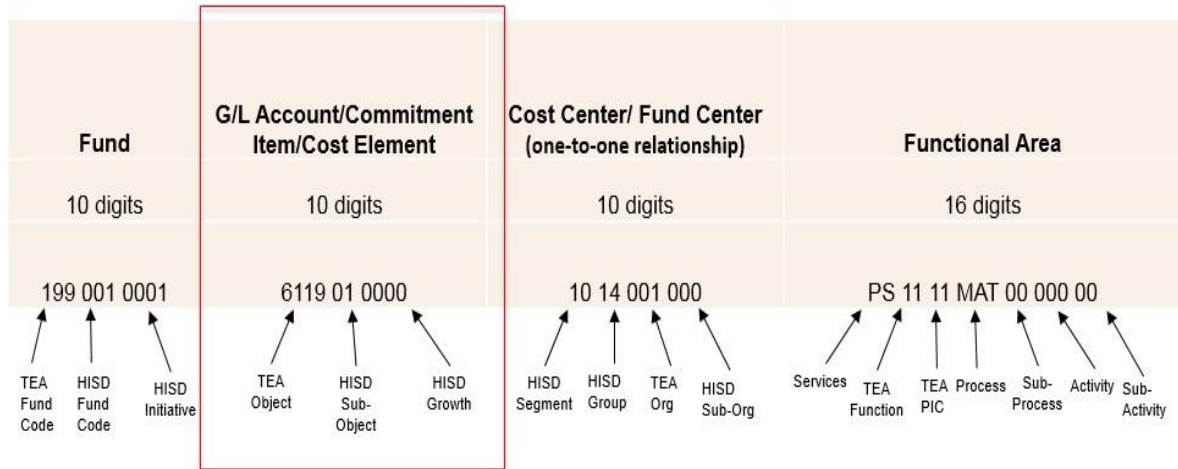 Fund
G/L Account/Commitment
Item/Cost Element
Cost Center/ Fund Center
(one-to-one relationship)
Functional Area
10 digits
10 digits
10 digits
16 digits
199 001 0001
6119 01 0000
10 14 001 000
PS 11 11 MAT 00 000 00
TEA
Fund
Code
HISD
Fund
Code
HISD
Initiative
TEA
Object
HISD
Sub-
Object
HISD
Growth
HISD
Segment
HISD
Group
TEA
Org
HISD
Sub-Org
Services
TEA
Function
TEA
PIC
Process
Sub-
Process
Activity
Sub-
Activity